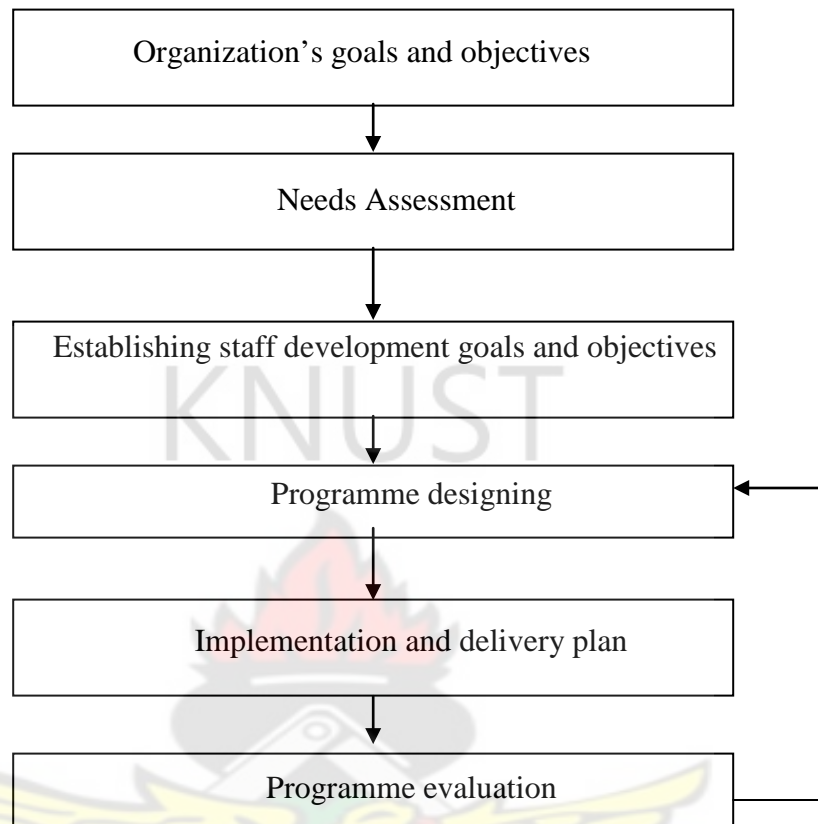 Organization’s goals and objectives
Needs Assessment
Establishing staff development goals and objectives
KNUST
Programme designing
Implementation and delivery plan
Programme evaluation